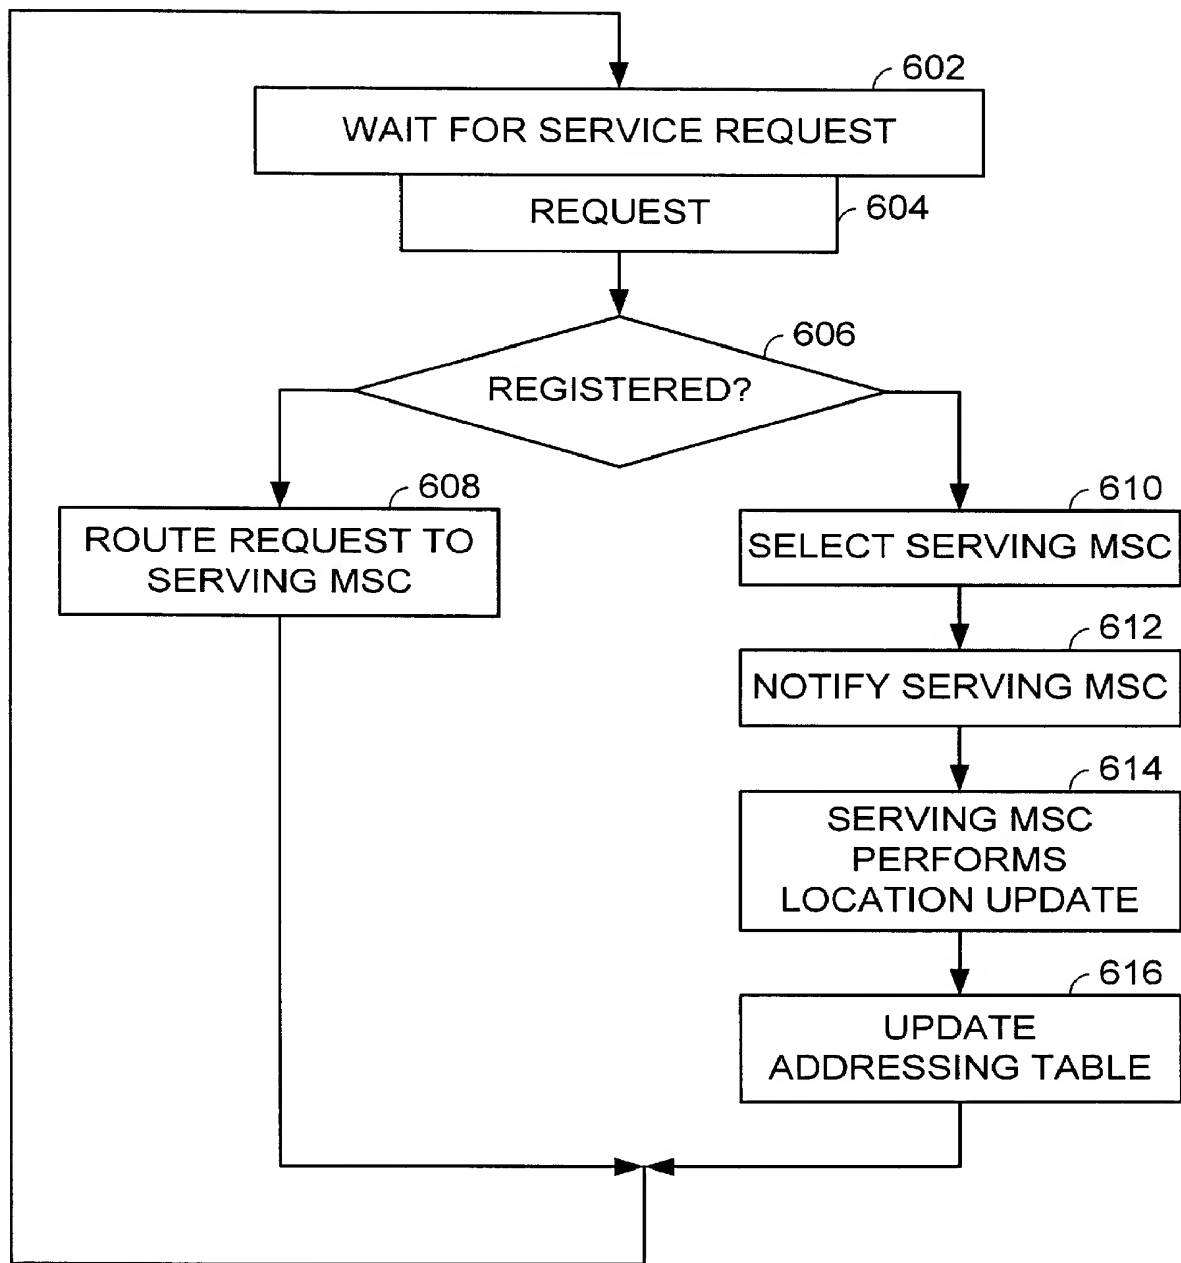 602
WAIT FOR SERVICE REQUEST
REQUEST
604
606
REGISTERED?
608
ROUTE REQUEST TO
SERVING MSC
610
SELECT SERVING MSC
612
NOTIFY SERVING MSC
614
SERVING MSC
PERFORMS
LOCATION UPDATE
616
UPDATE
ADDRESSING TABLE